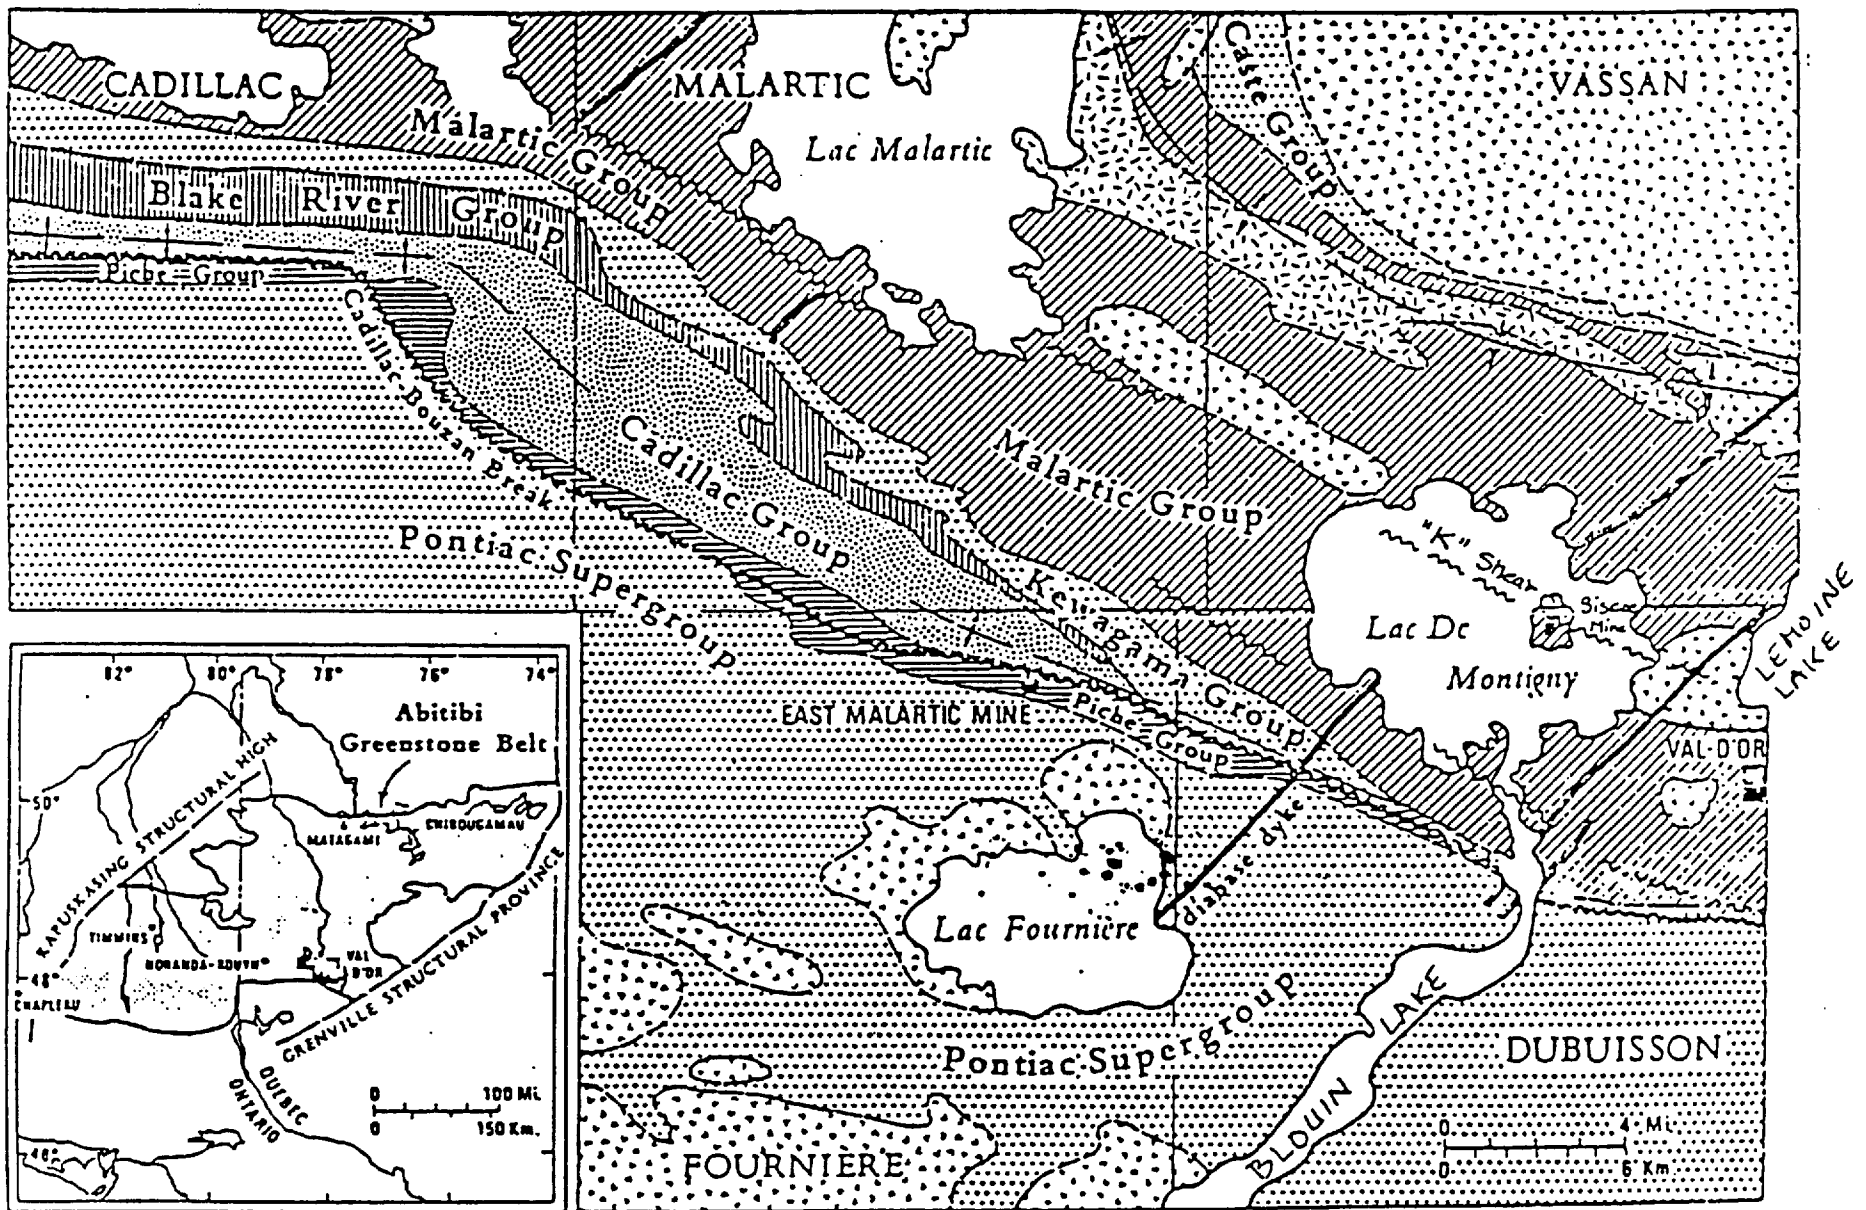 CADILLAC
MALARTIC
VASSAN
Caste Group
Malartic Group
Lac Malartic
Blake River Group
Piche Group
Cadillac-Bouzan Break
Cadillac Group
Malartic Group
Pontiac Supergroup
Kewagama Group
"K" Shear
Siscoe
Mine
Lac De
Montigny
LEMOINE
LAKE
EAST MALARTIC MINE
Piche
Group
VAL-D'OR
diabase dyke
Lac Fournière
Pontiac Supergroup
BLOUIN LAKE
DUBUISSON
FOURNIÈRE
0 4 Mi.
0 6 Km
82° 80° 78° 76° 74°
Abitibi
Greenstone Belt
KAPUSKASING STRUCTURAL HIGH
50°
MATAGAMI
CHIBOUGAMAU
TIMMINS
NORANDA-ROUYN
VAL
D'OR
48°
CHAPLEAU
GRENVILLE STRUCTURAL PROVINCE
QUEBEC
ONTARIO
0 100 Mi.
0 150 Km.
46°